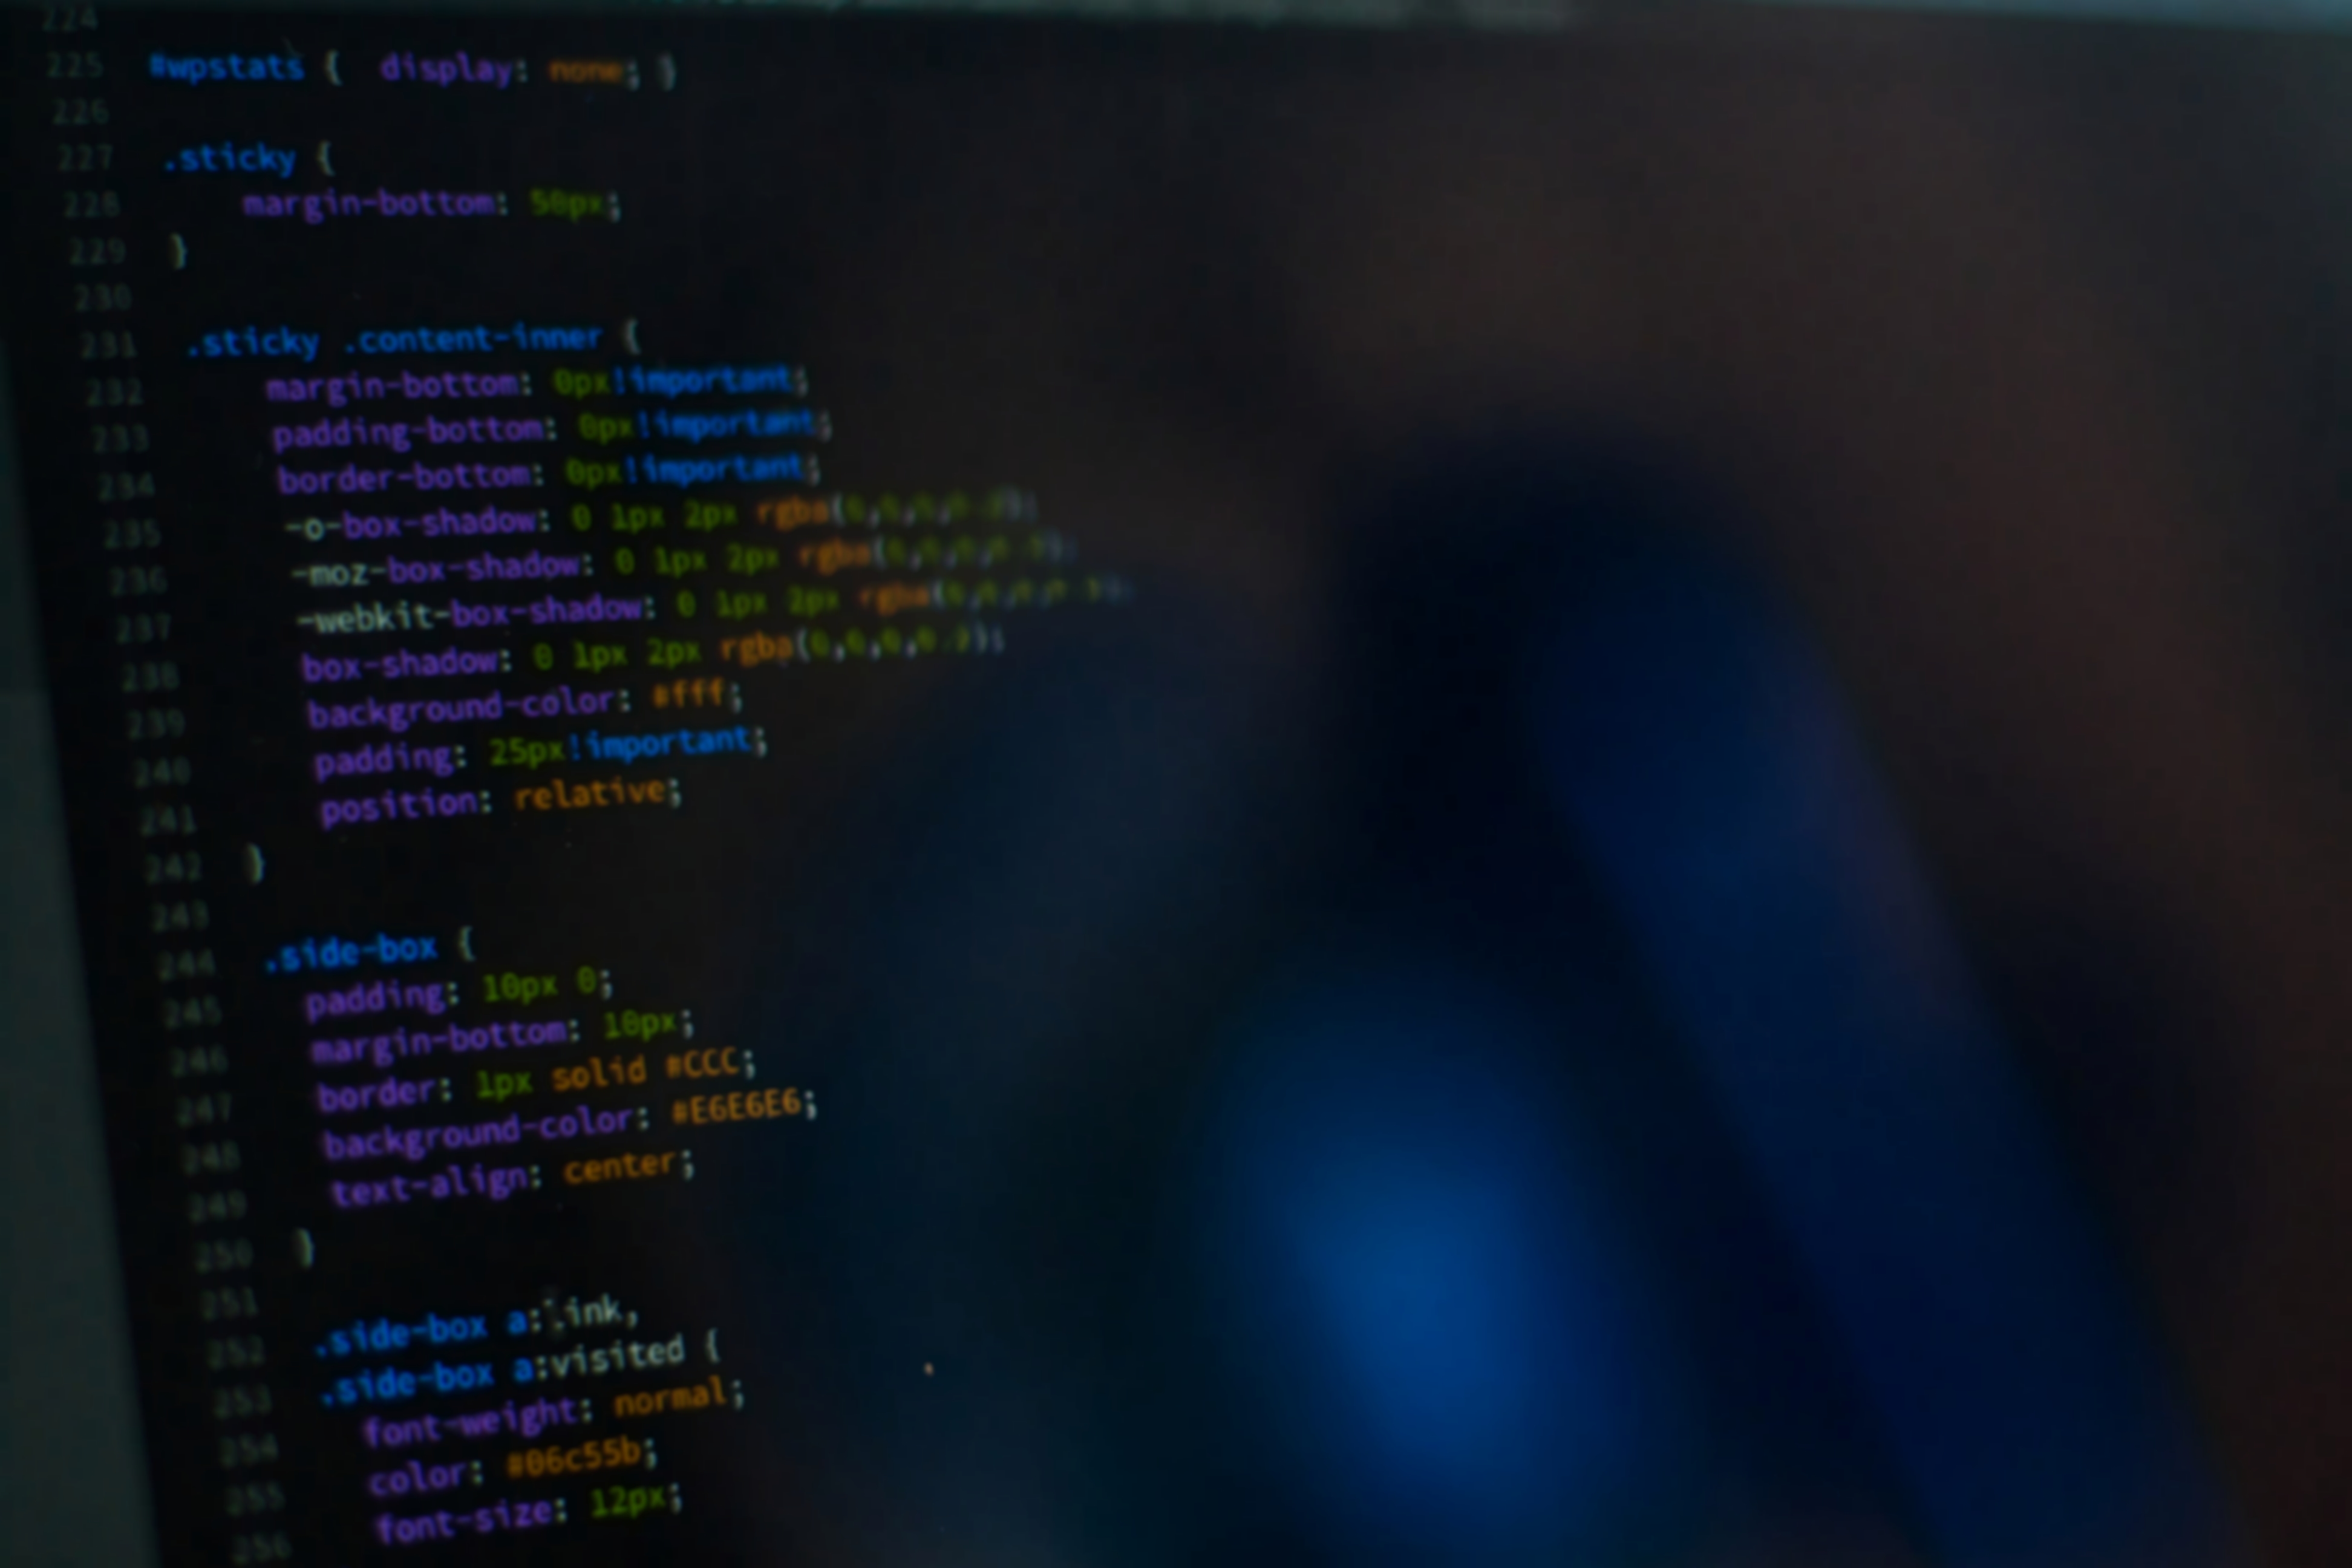 224
225 #wpstats { display: none; }
226
227 .sticky {
228 margin-bottom: 50px;
229 }
230
231 .sticky .content-inner {
232 margin-bottom: 0px!important;
233 padding-bottom: 0px!important;
234 border-bottom: 0px!important;
235 -o-box-shadow: 0 1px 2px rgba(
236 -moz-box-shadow: 0 1px 2px rgba(
237 -webkit-box-shadow: 0 1px 2px rgba(
238 box-shadow: 0 1px 2px rgba(
239 background-color: #fff;
240 padding: 25px!important;
241 position: relative;
242 }
243
244 .side-box {
245 padding: 10px 0;
246 margin-bottom: 10px;
247 border: 1px solid #CCC;
248 background-color: #E6E6E6;
249 text-align: center;
250 }
251
252 .side-box a:link,
253 .side-box a:visited {
254 font-weight: normal;
255 color: #06c55b;
256 font-size: 12px;